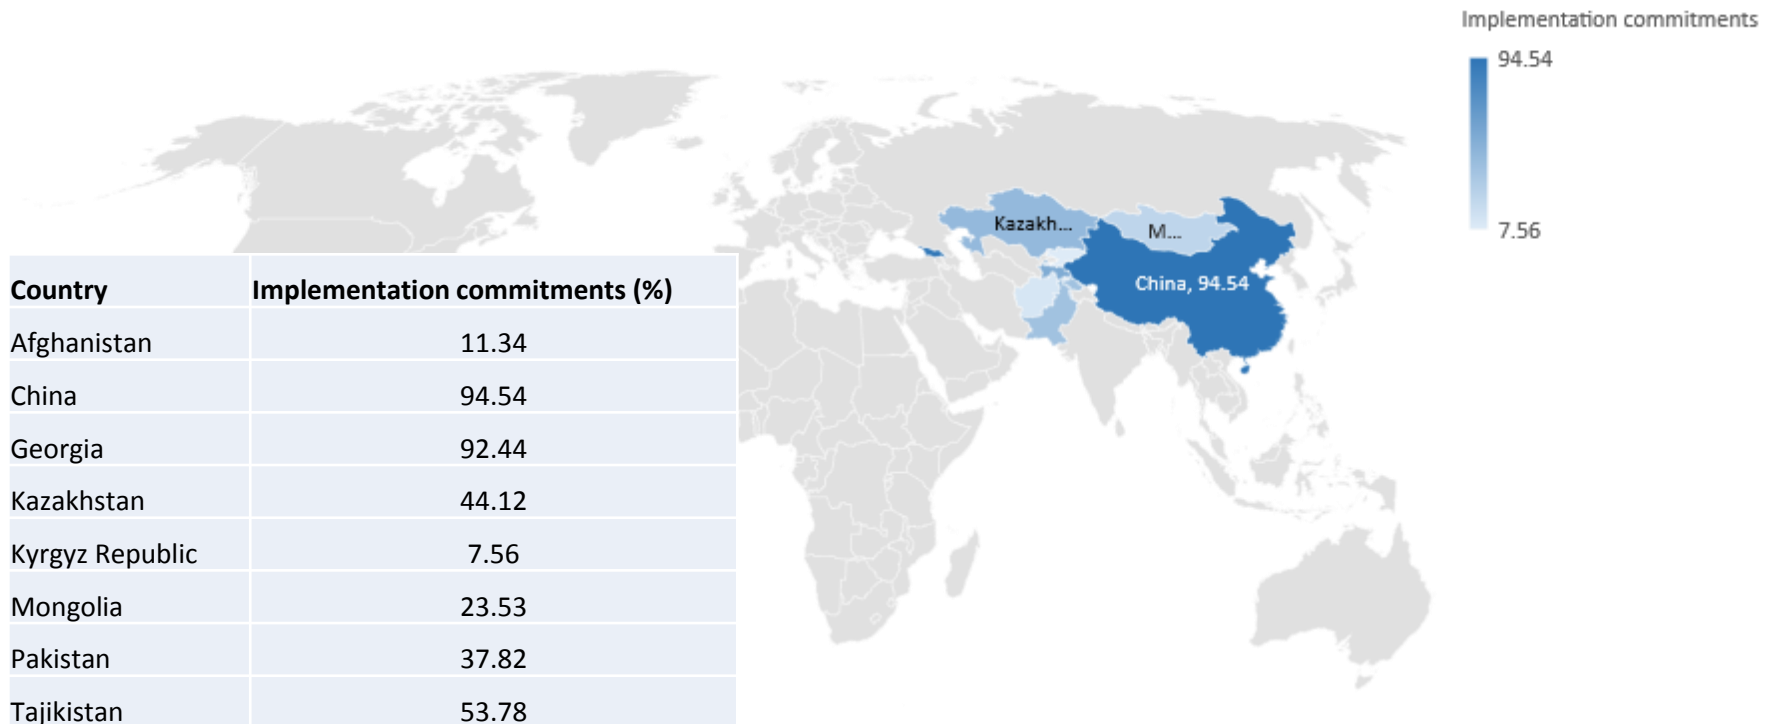 Implementation commitments
94.54
7.56
Kazakh...
M...
China, 94.54
Country Implementation commitments (%)
Afghanistan 11.34
China 94.54
Georgia 92.44
Kazakhstan 44.12
Kyrgyz Republic 7.56
Mongolia 23.53
Pakistan 37.82
Tajikistan 53.78